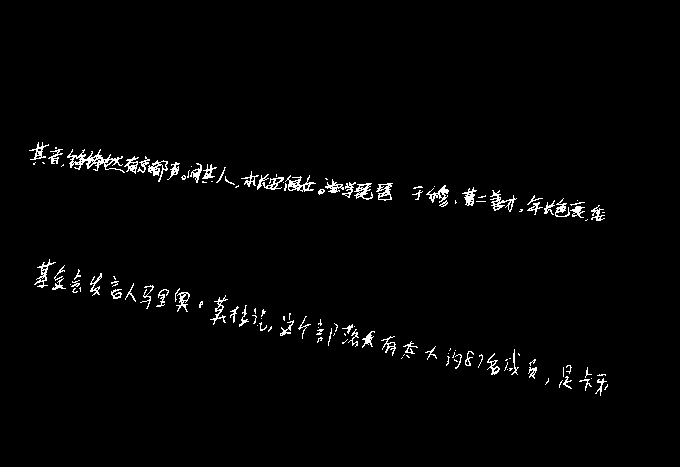 其音,铮铮然有京都声。问其人,本长安倡女。尝学琵琶于穆、曹二善才,年长色衰,委
基金会发言人马里奥。莫拉说,这个部落有大约87名成员,是卡